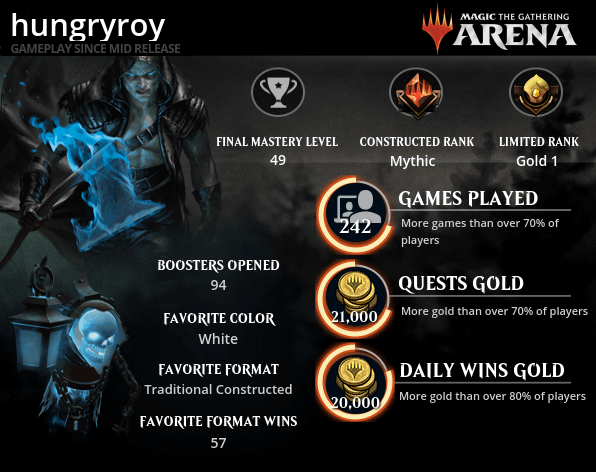 hungryroy
GAMEPLAY SINCE MID RELEASE
MAGIC THE GATHERING
ARENA
FINAL MASTERY LEVEL
49
CONSTRUCTED RANK
Mythic
LIMITED RANK
Gold 1
242
GAMES PLAYED
More games than over 70% of
players
BOOSTERS OPENED
94
21,000
QUESTS GOLD
More gold than over 70% of players
FAVORITE COLOR
White
FAVORITE FORMAT
Traditional Constructed
20,000
DAILY WINS GOLD
More gold than over 80% of players
FAVORITE FORMAT WINS
57